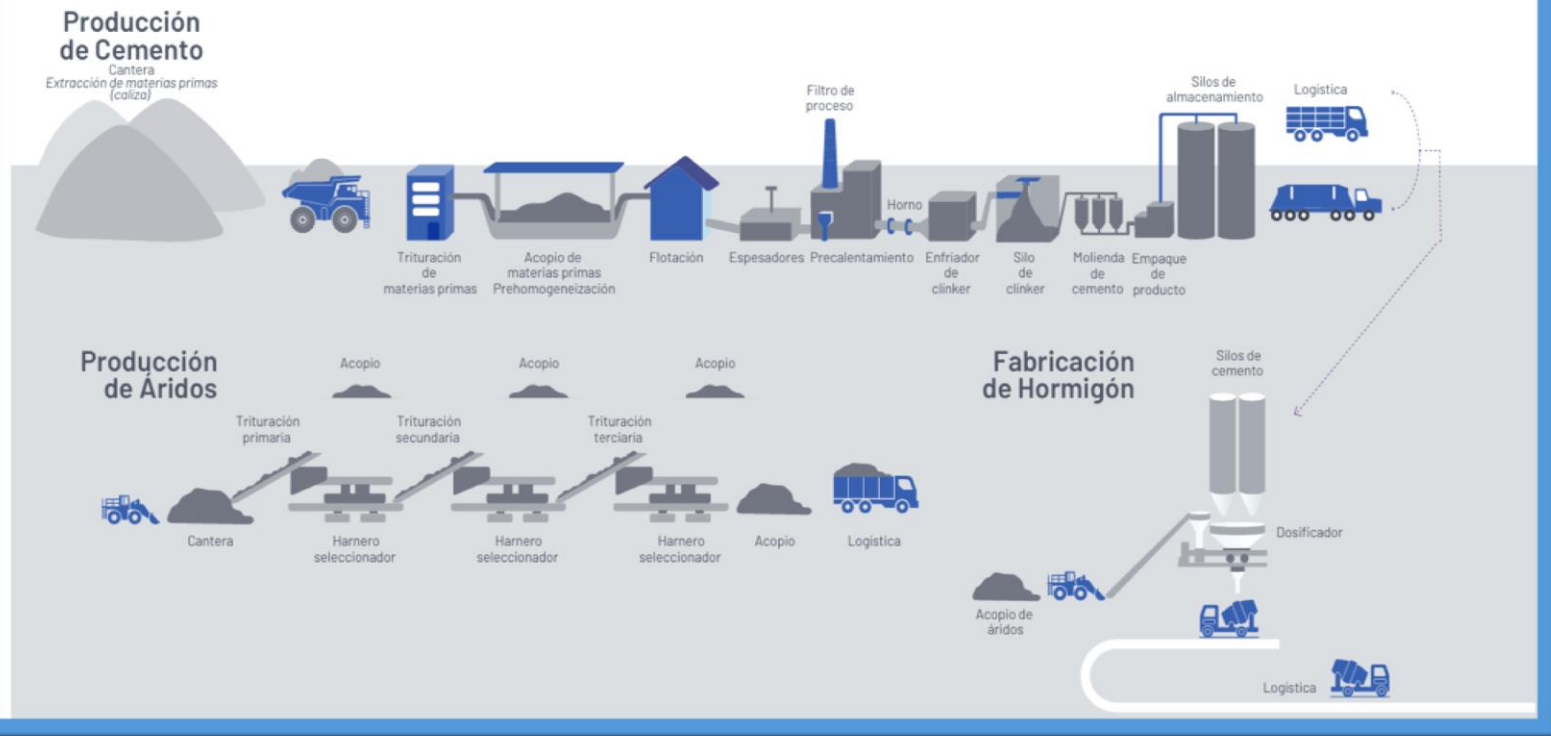 Producción
de Cemento
Cantera
Extracción de materias primas
(caliza)
Trituración
de
materias primas
Acopio de
materias primas
Prehomogeneización
Flotación
Espesadores
Filtro de
proceso
Precalentamiento
Horno
Enfriador
de
clinker
Silo
de
clinker
Molienda
de
cemento
Empaque
de
producto
Silos de
almacenamiento
Logística
Producción
de Áridos
Cantera
Trituración
primaria
Acopio
Harnero
seleccionador
Trituración
secundaria
Acopio
Harnero
seleccionador
Trituración
terciaria
Acopio
Harnero
seleccionador
Acopio
Logística
Fabricación
de Hormigón
Silos de
cemento
Dosificador
Acopio de
áridos
Logística